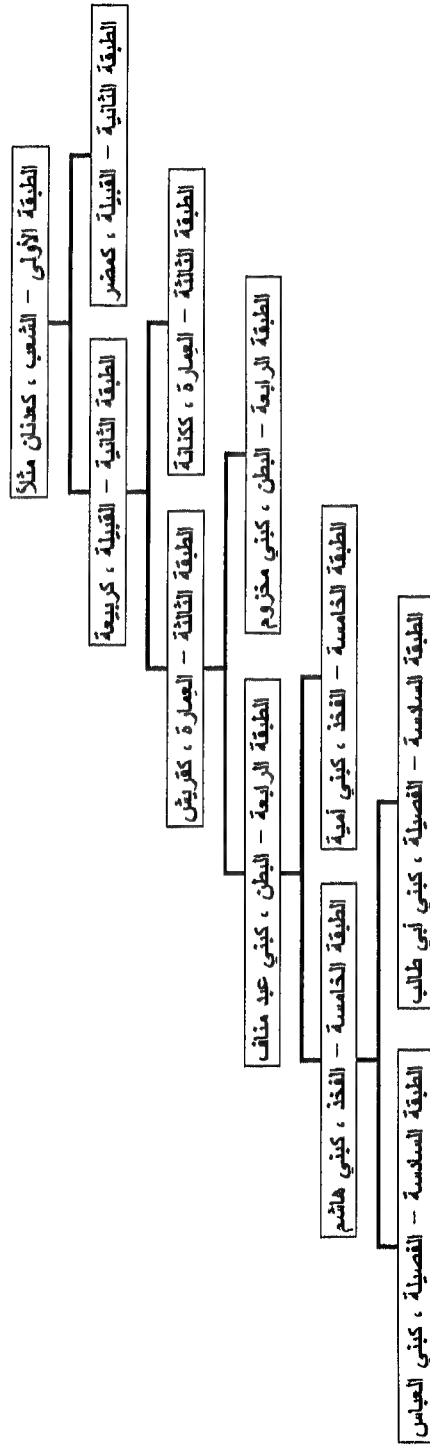 الطبقة الأولى - الشعب ، كعدنان مثلاً
الطبقة الثانية - القبيلة ، كمضر
الطبقة الثانية - القبيلة ، كربيعة
الطبقة الثالثة - العمارة ، ككنانة
الطبقة الثالثة - العمارة ، كقريش
الطبقة الرابعة - البطن ، كبني مخزوم
الطبقة الرابعة - البطن ، كبني عبد مناف
الطبقة الخامسة - الفخذ ، كبني أمية
الطبقة الخامسة - الفخذ ، كبني هاشم
الطبقة السادسة - الفصيلة ، كبني أبي طالب
الطبقة السادسة - الفصيلة ، كبني العباس